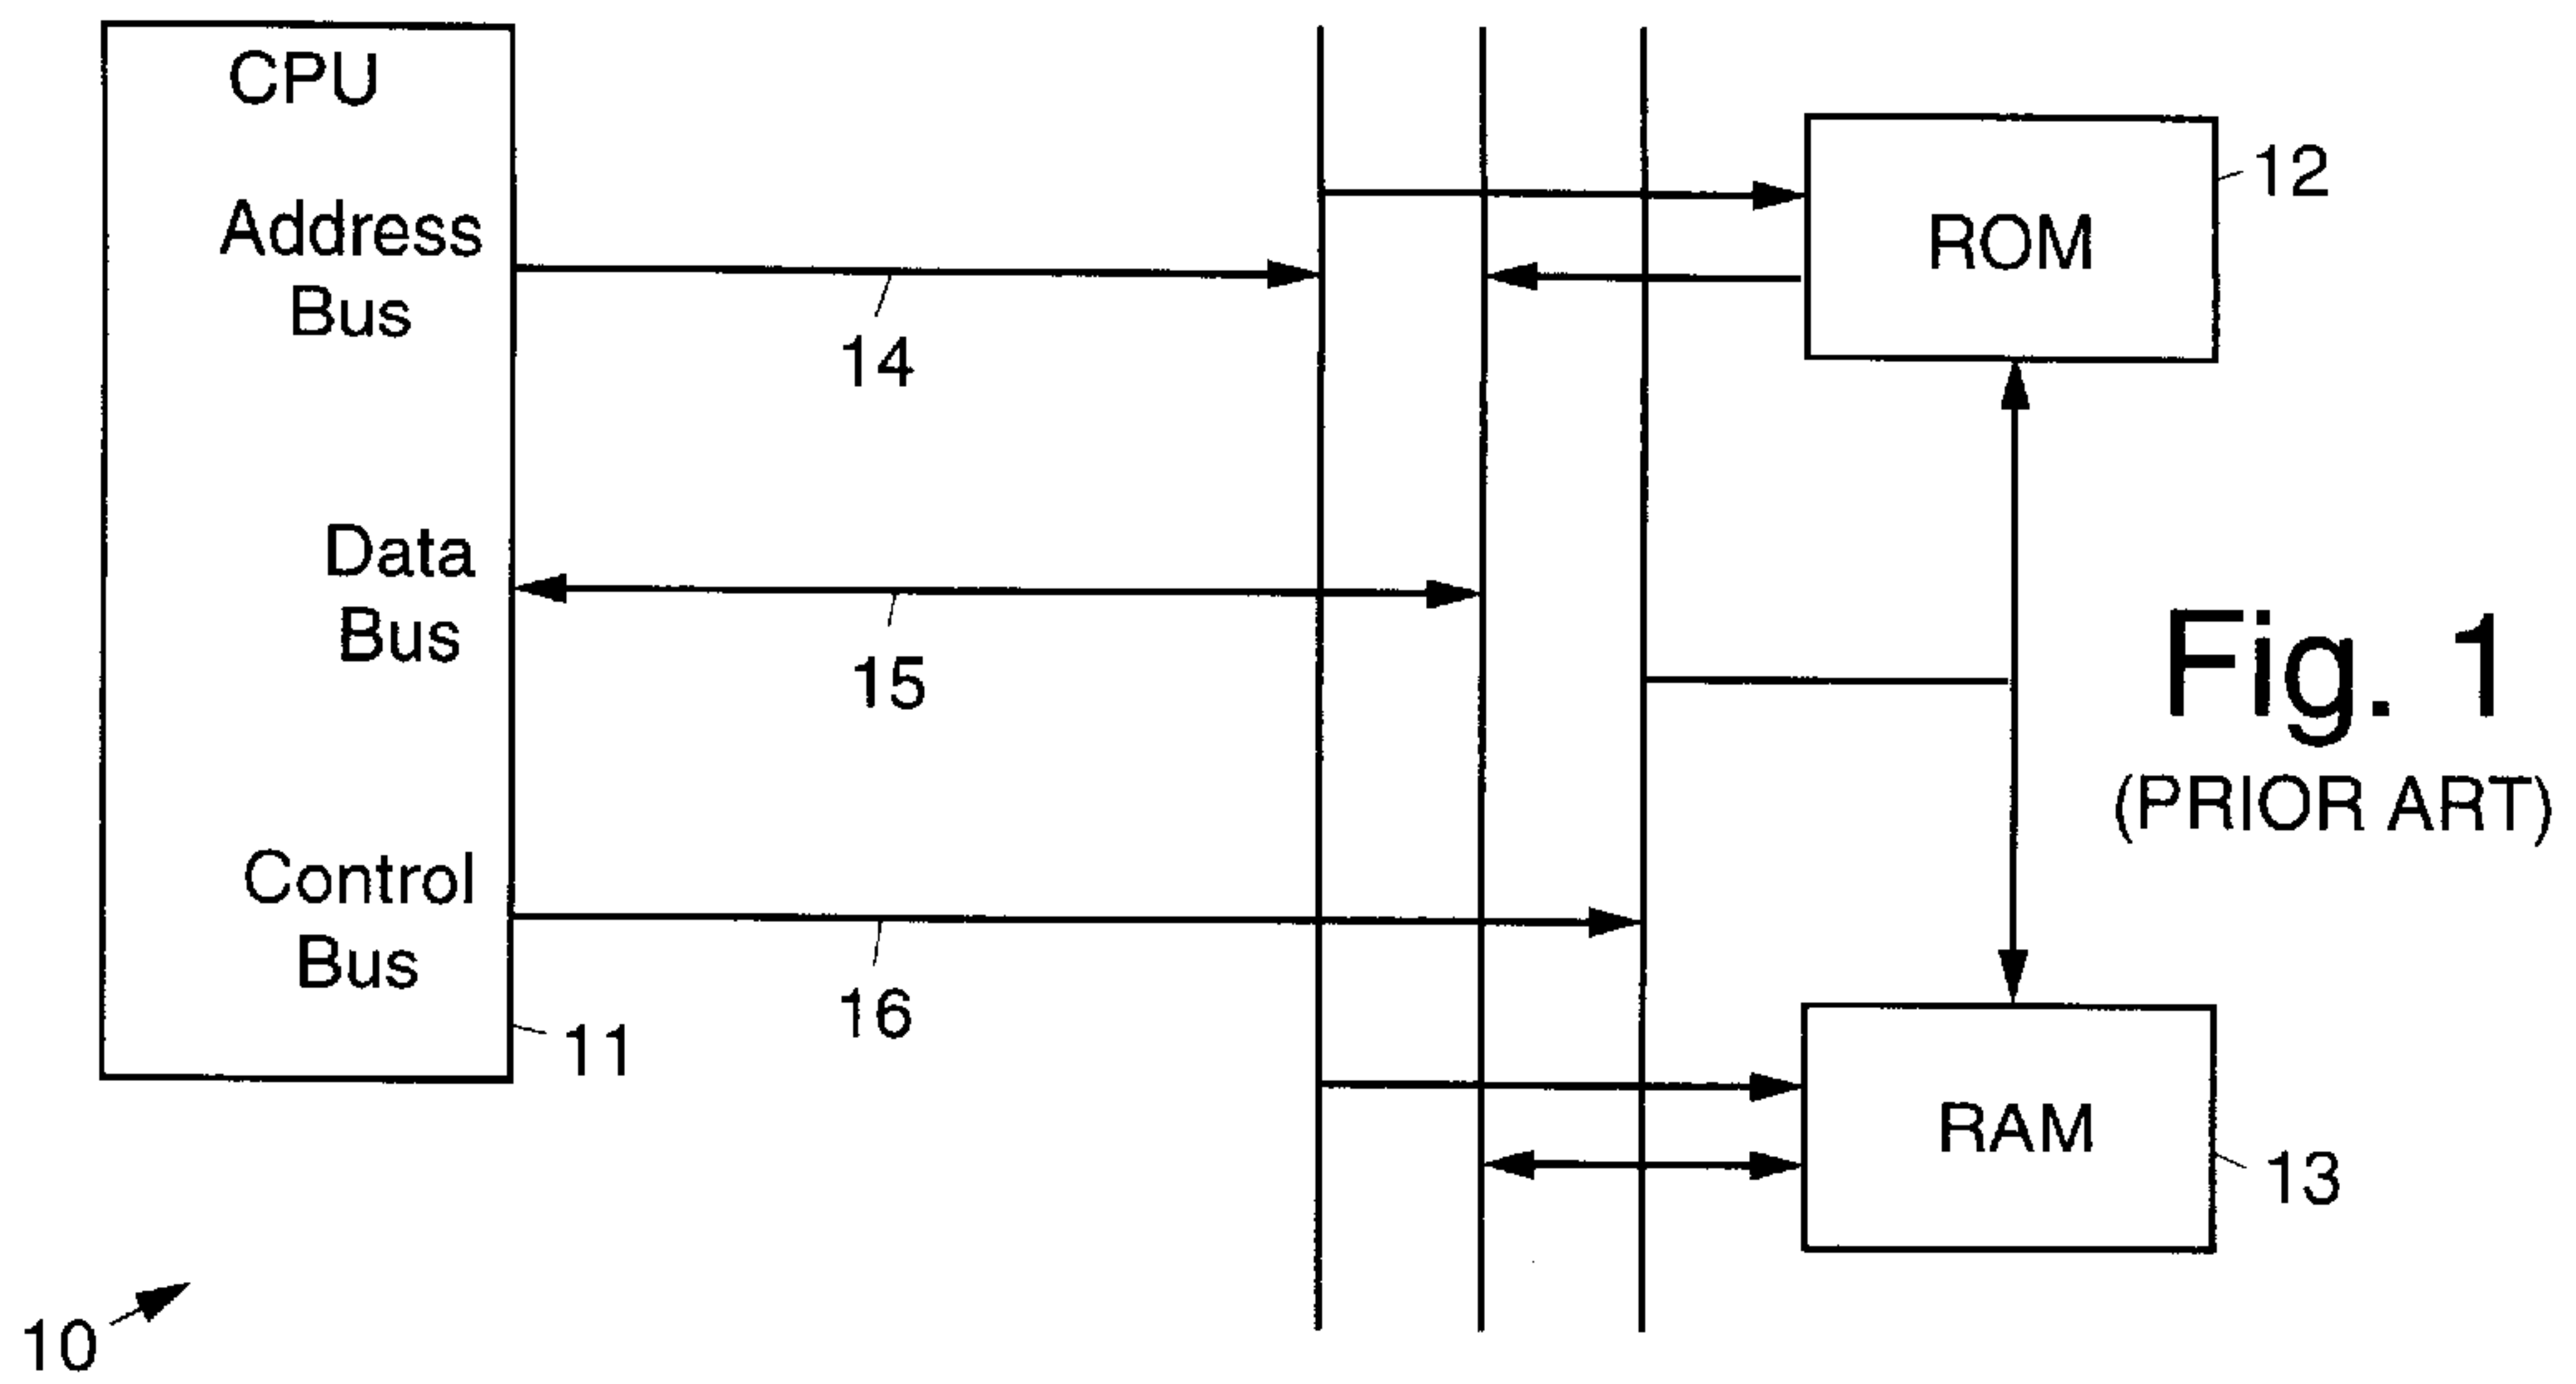 CPU
Address
Bus
14
Data
Bus
15
Control
Bus
16
11
ROM
12
RAM
13
10
Fig. 1
(PRIOR ART)